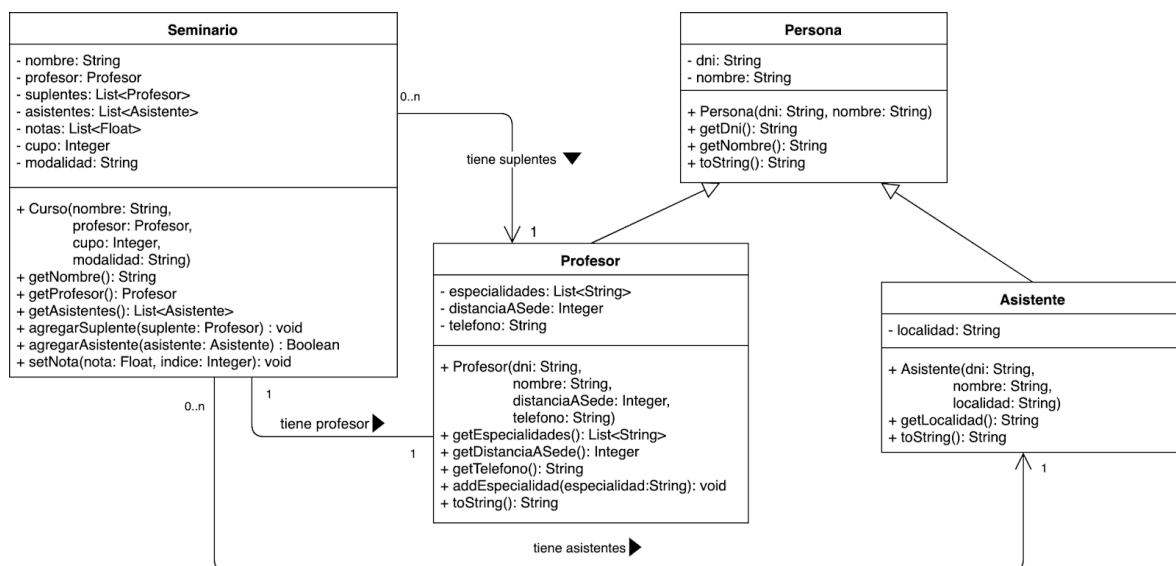 Seminario
- nombre: String
- profesor: Profesor
- suplentes: List<Profesor>
- asistentes: List<Asistente>
- notas: List<Float>
- cupo: Integer
- modalidad: String
+ Curso(nombre: String,
profesor: Profesor,
cupo: Integer,
modalidad: String)
+ getNombre(): String
+ getProfesor(): Profesor
+ getAsistentes(): List<Asistente>
+ agregarSuplente(suplente: Profesor) : void
+ agregarAsistente(asistente: Asistente) : Boolean
+ setNota(nota: Float, indice: Integer): void
0..n
tiene suplentes
1
Persona
- dni: String
- nombre: String
+ Persona(dni: String, nombre: String)
+ getDni(): String
+ getNombre(): String
+ toString(): String
Profesor
- especialidades: List<String>
- distanciaASede: Integer
- telefono: String
+ Profesor(dni: String,
nombre: String,
distanciaASede: Integer,
telefono: String)
+ getEspecialidades(): List<String>
+ getDistanciaASede(): Integer
+ getTelefono(): String
+ addEspecialidad(especialidad:String): void
+ toString(): String
Asistente
- localidad: String
+ Asistente(dni: String,
nombre: String,
localidad: String)
+ getLocalidad(): String
+ toString(): String
1
0..n
tiene profesor
1
1
tiene asistentes